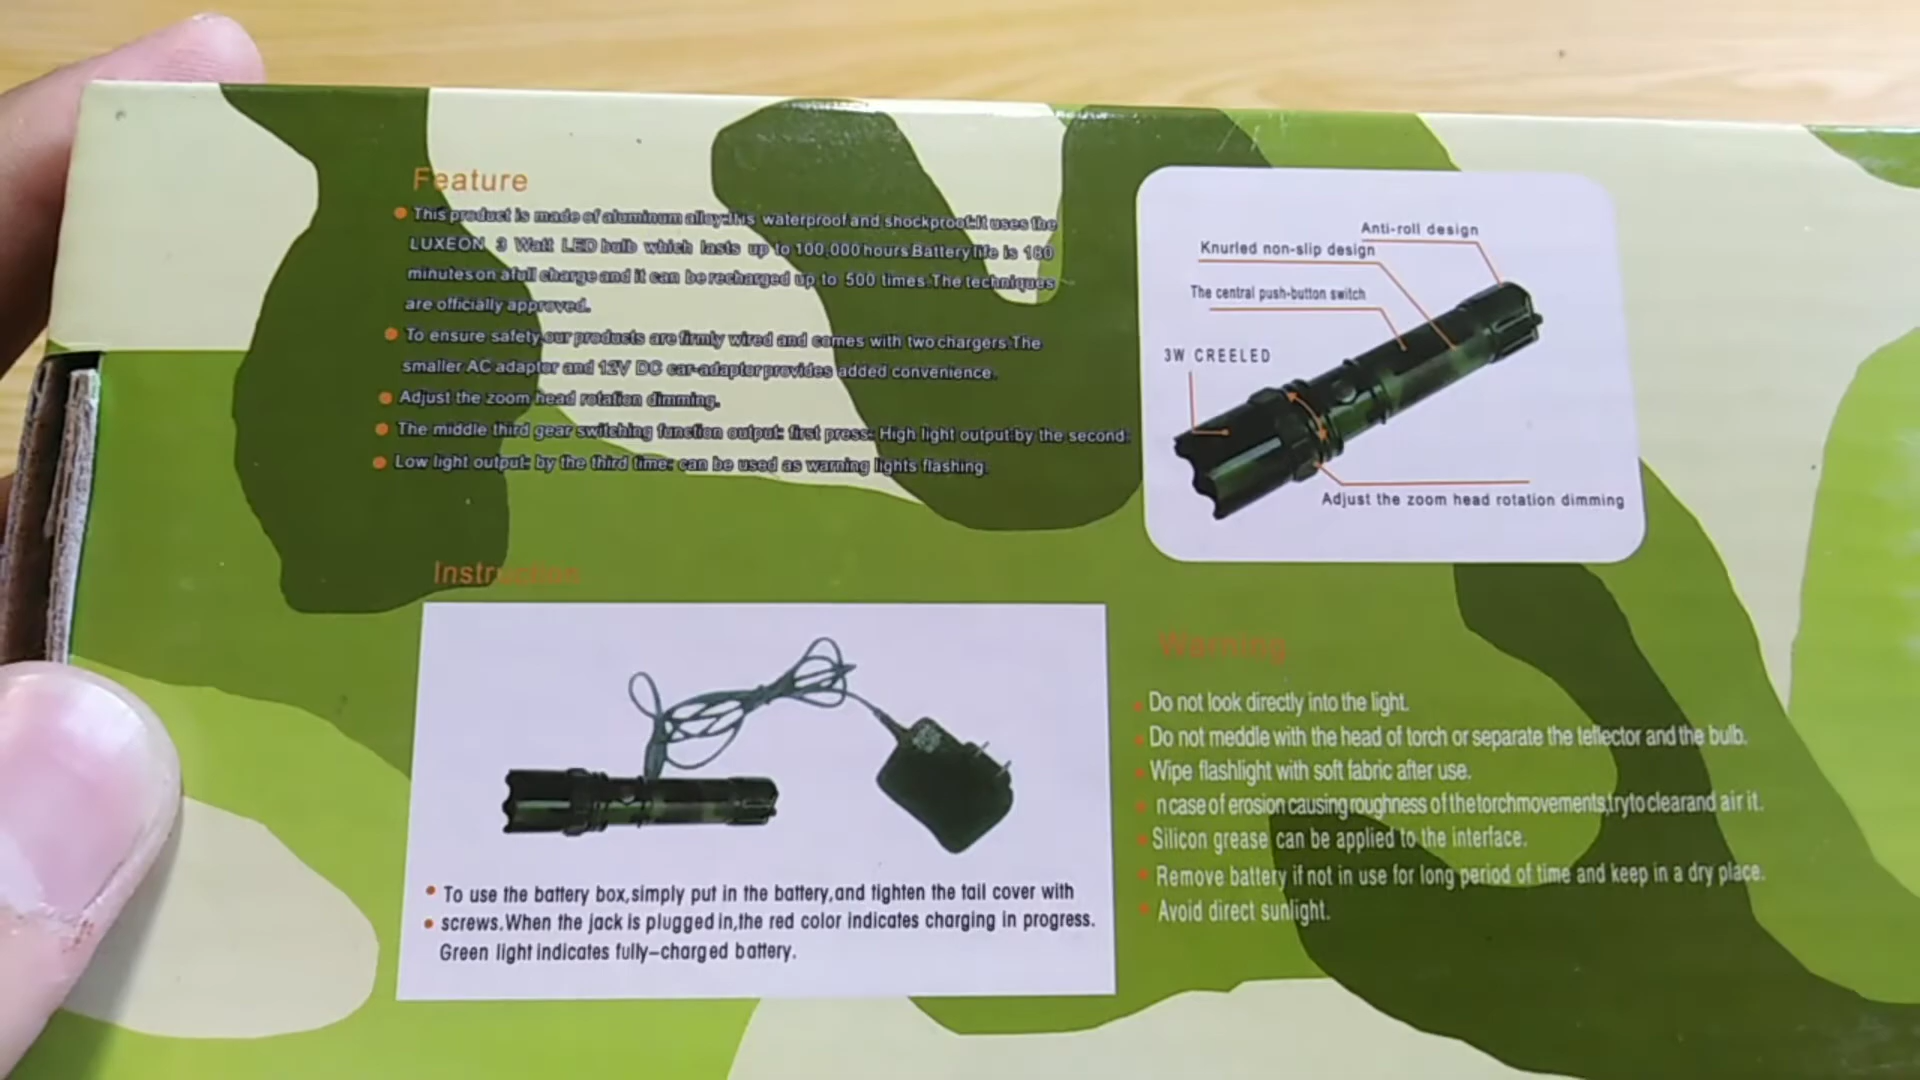 Feature
This product is made of aluminum alloy.It is waterproof and shockproof.It uses the
LUXEON 3 Watt LED bulb which lasts up to 100,000 hours.Battery life is 180
minutes on a full charge and it can be recharged up to 500 times.The techniques
are officially approved.
To ensure safety,our products are firmly wired and comes with two chargers.The
smaller AC adaptor and 12V DC car-adaptor provides added convenience.
Adjust the zoom head rotation dimming.
The middle third gear switching function output: first press: High light output:by the second:
Low light output: by the third time: can be used as warning lights flashing.
Anti-roll design
Knurled non-slip design
The central push-button switch
3W CREELED
Adjust the zoom head rotation dimming
Instruction
To use the battery box,simply put in the battery,and tighten the tail cover with
screws.When the jack is plugged in,the red color indicates charging in progress.
Green light indicates fully-charged battery.
Warning
Do not look directly into the light.
Do not meddle with the head of torch or separate the leflector and the bulb.
Wipe flashlight with soft fabric after use.
n case of erosion causing roughness of the torch movements,try to clear and air it.
Silicon grease can be applied to the interface.
Remove battery if not in use for long period of time and keep in a dry place.
Avoid direct sunlight.